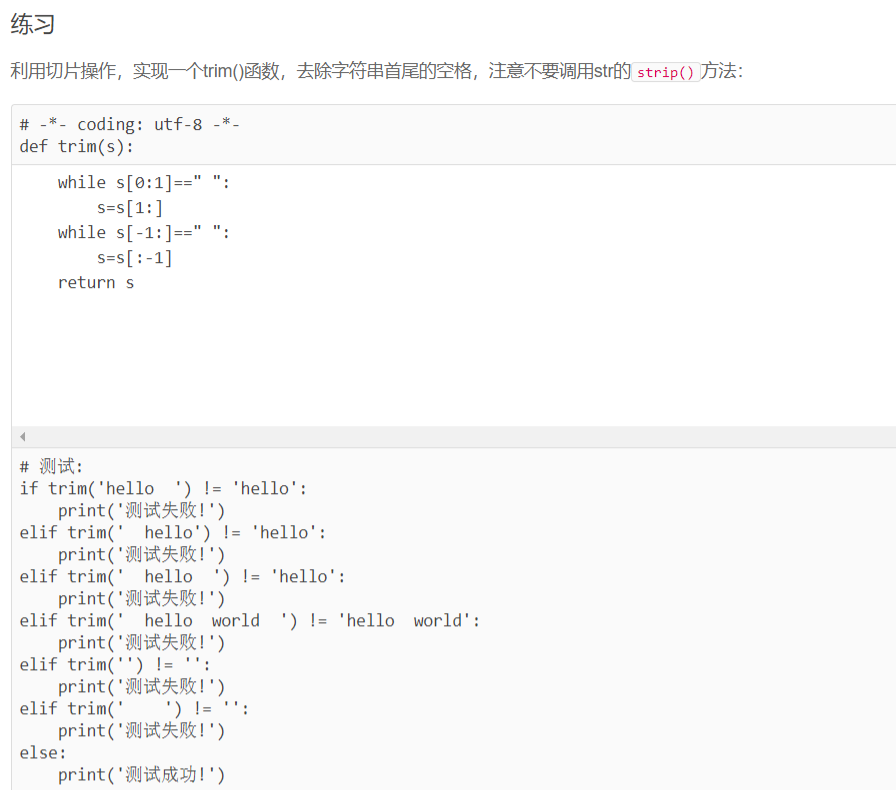 练习
利用切片操作，实现一个trim()函数，去除字符串首尾的空格，注意不要调用str的strip()方法：
# -*- coding: utf-8 -*-
def trim(s):
    while s[0:1]==" ":
        s=s[1:]
    while s[-1:]==" ":
        s=s[:-1]
    return s
# 测试:
if trim('hello  ') != 'hello':
    print('测试失败!')
elif trim('  hello') != 'hello':
    print('测试失败!')
elif trim('  hello  ') != 'hello':
    print('测试失败!')
elif trim('  hello  world  ') != 'hello  world':
    print('测试失败!')
elif trim('') != '':
    print('测试失败!')
elif trim('    ') != '':
    print('测试失败!')
else:
    print('测试成功!')